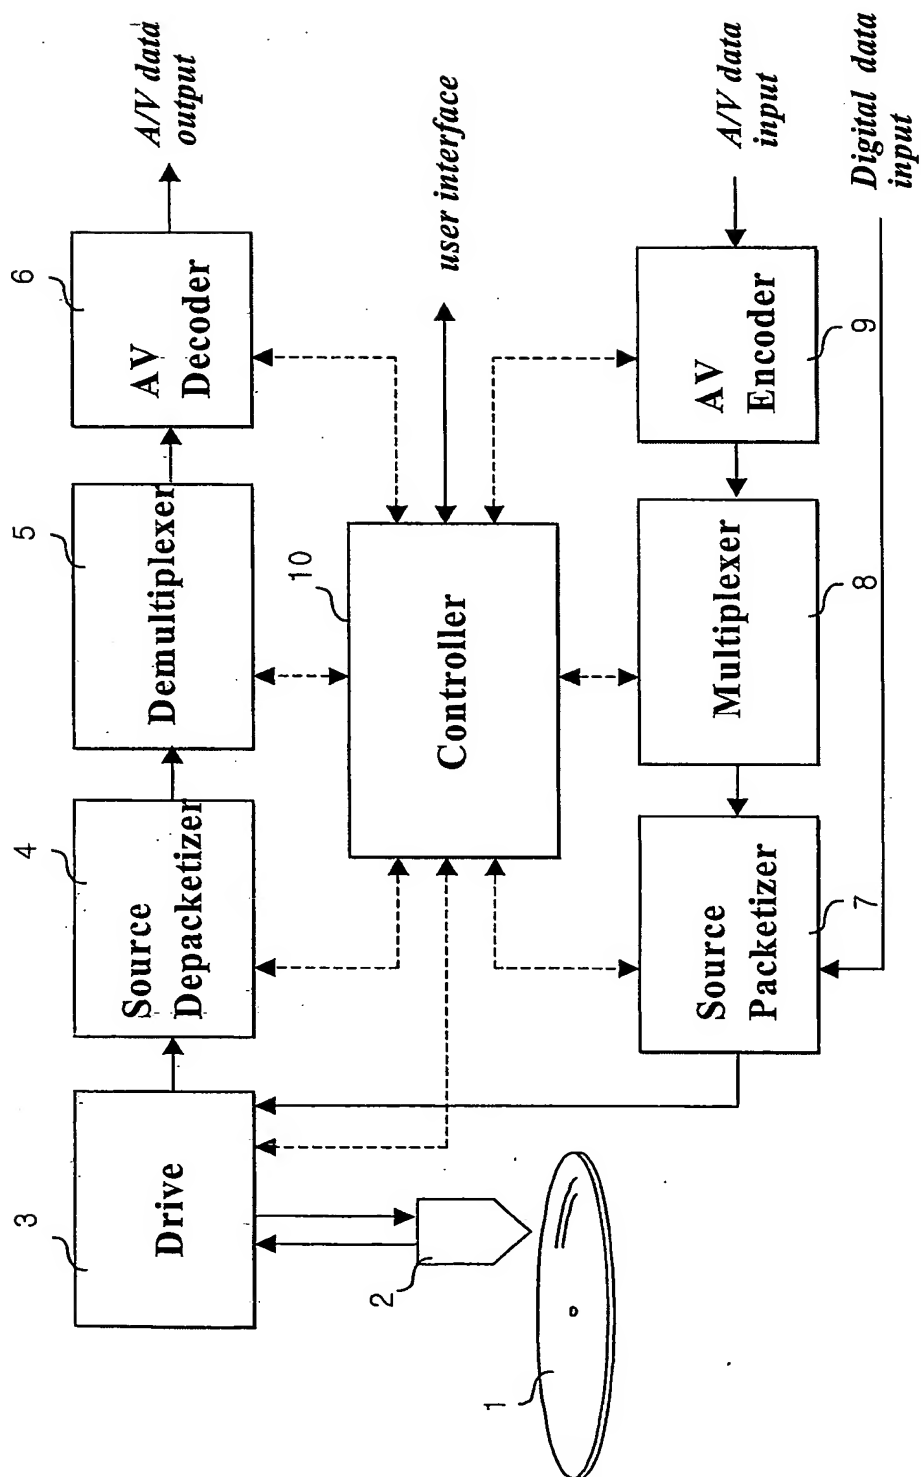 3
4
5
6
Drive
Source
Depacketizer
Demultiplexer
AV
Decoder
A/V data
output
2
10
Controller
user interface
1
Source
Packetizer
Multiplexer
AV
Encoder
A/V data
input
7
8
9
Digital data
input